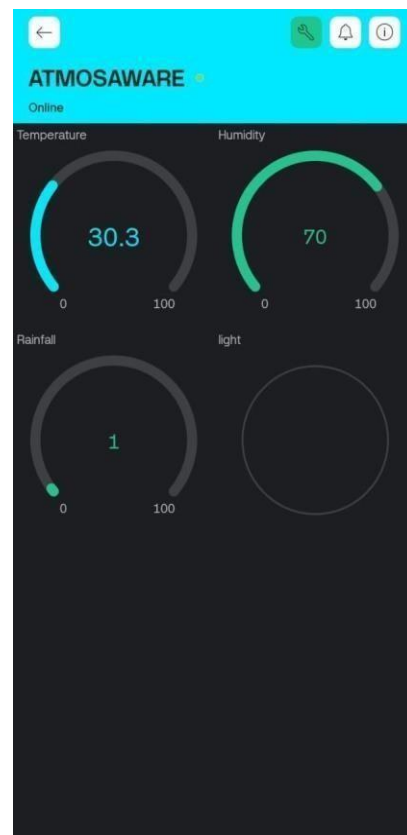 ATMOSAWARE
Online
Temperature
Humidity
30.3
70
0 100
0 100
Rainfall
light
1
0 100